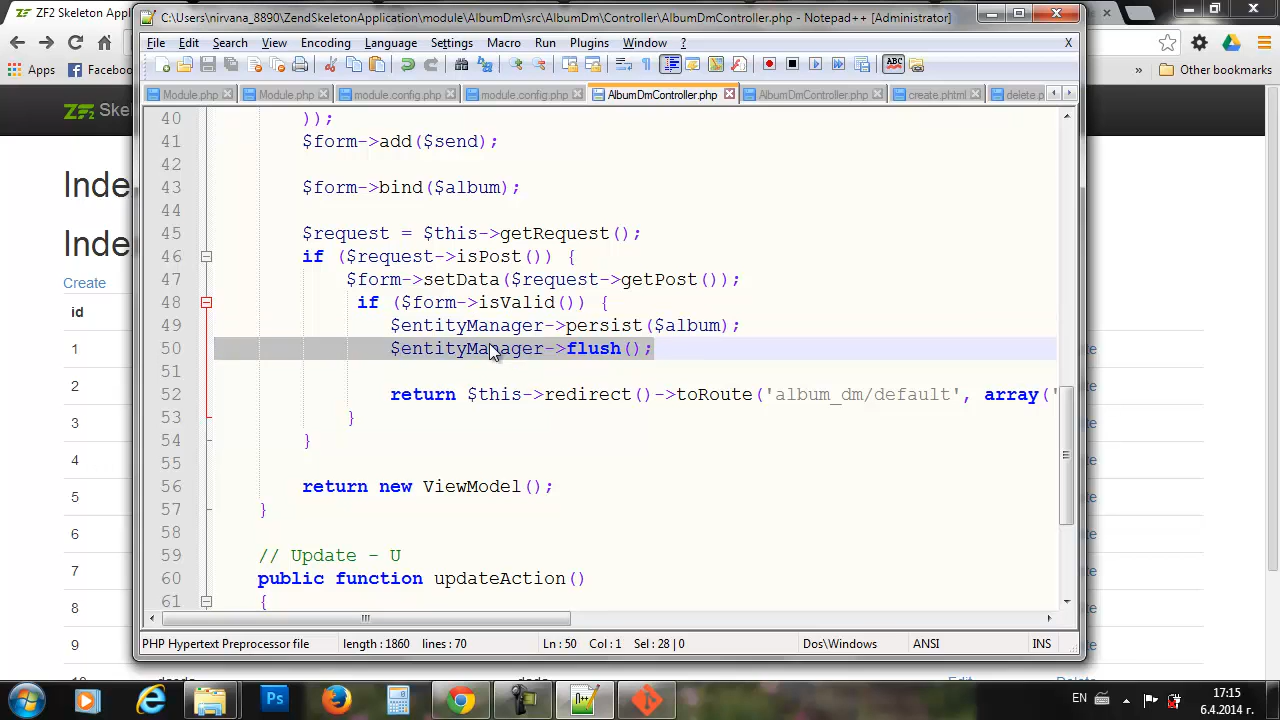 ZF2 Skeleton Appl
C:\Users\nirvana_8890\ZendSkeletonApplication\module\AlbumDm\src\AlbumDm\Controller\AlbumDmController.php - Notepad++ [Administrator]
File Edit Search View Encoding Language Settings Macro Run Plugins Window ? X
Apps Faceboo
» Other bookmarks
Module.php Module.php module.config.php module.config.php AlbumDmController.php AlbumDmController.php create.phtml delete.p
ZF2 Ske
Inde
Inde
Create
id
1
2
3
4
5
6
7
8
9
40 ));
41 $form->add($send);
42
43 $form->bind($album);
44
45 $request = $this->getRequest();
46 if ($request->isPost()) {
47 $form->setData($request->getPost());
48 if ($form->isValid()) {
49 $entityManager->persist($album);
50 $entityManager->flush();
51
52 return $this->redirect()->toRoute('album_dm/default', array('
53 }
54 }
55
56 return new ViewModel();
57 }
58
59 // Update - U
60 public function updateAction()
61 {
PHP Hypertext Preprocessor file length : 1860 lines : 70 Ln : 50 Col : 1 Sel : 28 | 0 Dos\Windows ANSI INS
EN 17:15
6.4.2014 г.